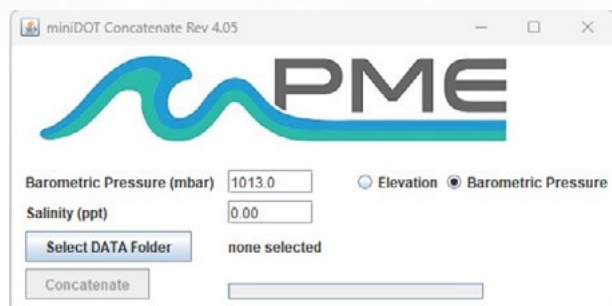 miniDOT Concatenate Rev 4.05
PME
Barometric Pressure (mbar) 1013.0 Elevation Barometric Pressure
Salinity (ppt) 0.00
Select DATA Folder none selected
Concatenate